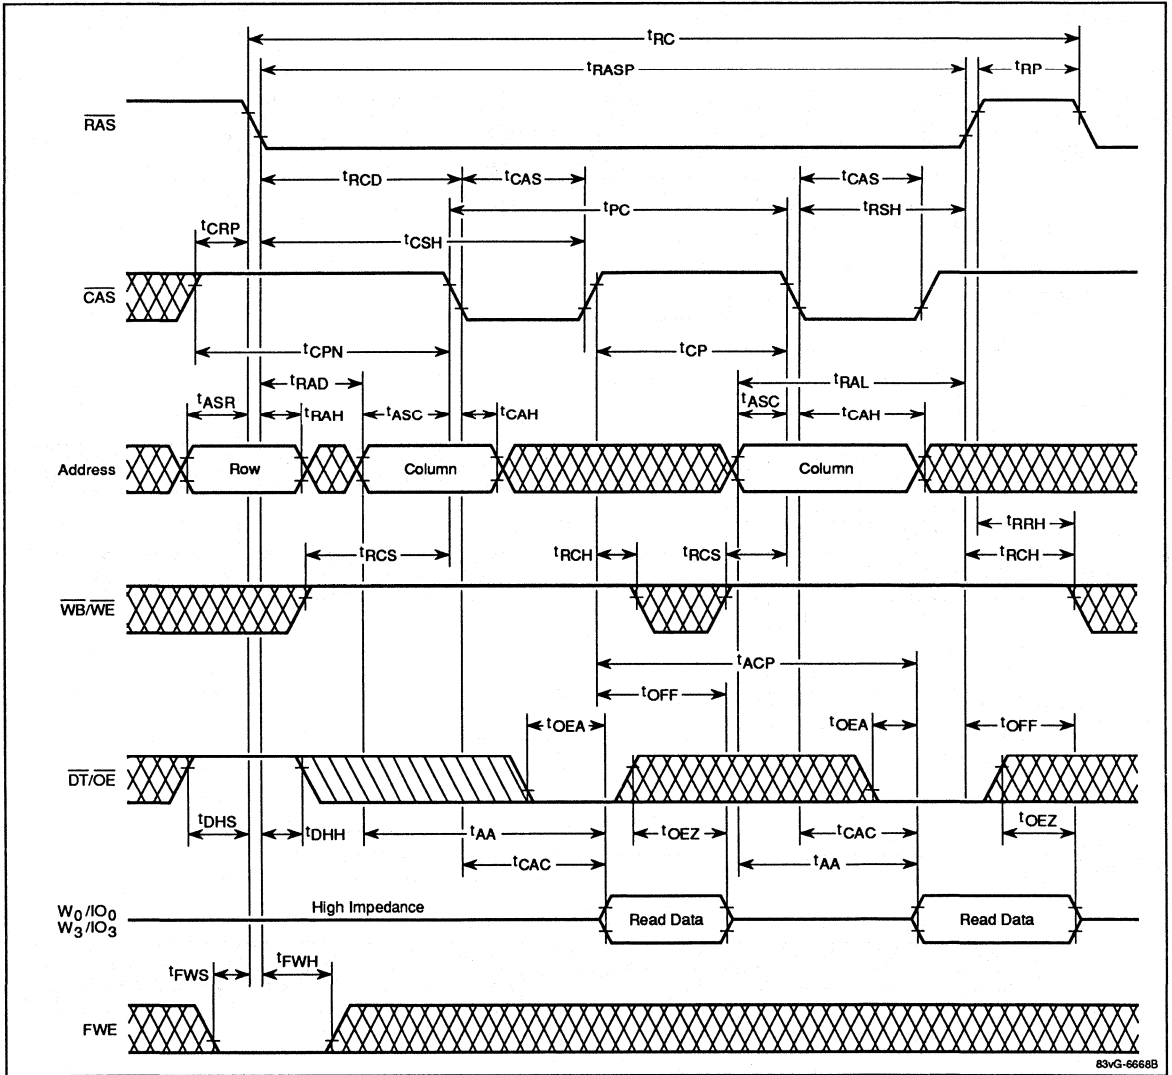 tRC
tRASP
tRP
RAS
tRCD
tCAS
tCAS
tPC
tRSH
tCRP
tCSH
CAS
tCPN
tCP
tRAD
tRAL
tASR
tRAH
tASC
tCAH
tASC
tCAH
Address
Row
Column
Column
tRRH
tRCS
tRCH
tRCS
tRCH
WB/WE
tACP
tOFF
tOEA
tOEA
tOFF
DT/OE
tDHS
tDHH
tAA
tOEZ
tCAC
tOEZ
tCAC
tAA
High Impedance
W0/IO0
W3/IO3
Read Data
Read Data
tFWS
tFWH
FWE
83vG-6668B